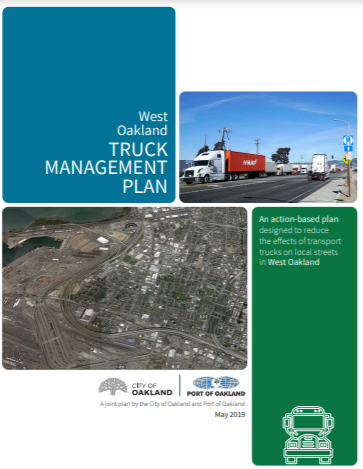 West
Oakland
TRUCK
MANAGEMENT
PLAN
An action-based plan
designed to reduce
the effects of transport
trucks on local streets
in West Oakland
CITY OF
OAKLAND
PORT OF OAKLAND
A joint plan by the City of Oakland and Port of Oakland
May 2019